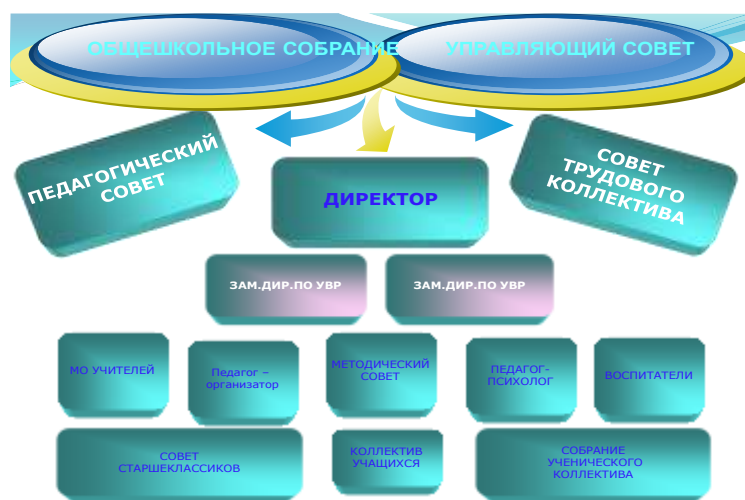 ОБЩЕШКОЛЬНОЕ СОБРАНИЕ
УПРАВЛЯЮЩИЙ СОВЕТ
ПЕДАГОГИЧЕСКИЙ
СОВЕТ
ДИРЕКТОР
СОВЕТ
ТРУДОВОГО
КОЛЛЕКТИВА
ЗАМ.ДИР.ПО УВР
ЗАМ.ДИР.ПО УВР
МО УЧИТЕЛЕЙ
Педагог –
организатор
МЕТОДИЧЕСКИЙ
СОВЕТ
ПЕДАГОГ-
ПСИХОЛОГ
ВОСПИТАТЕЛИ
СОВЕТ
СТАРШЕКЛАССИКОВ
КОЛЛЕКТИВ
УЧАЩИХСЯ
СОБРАНИЕ
УЧЕНИЧЕСКОГО
КОЛЛЕКТИВА